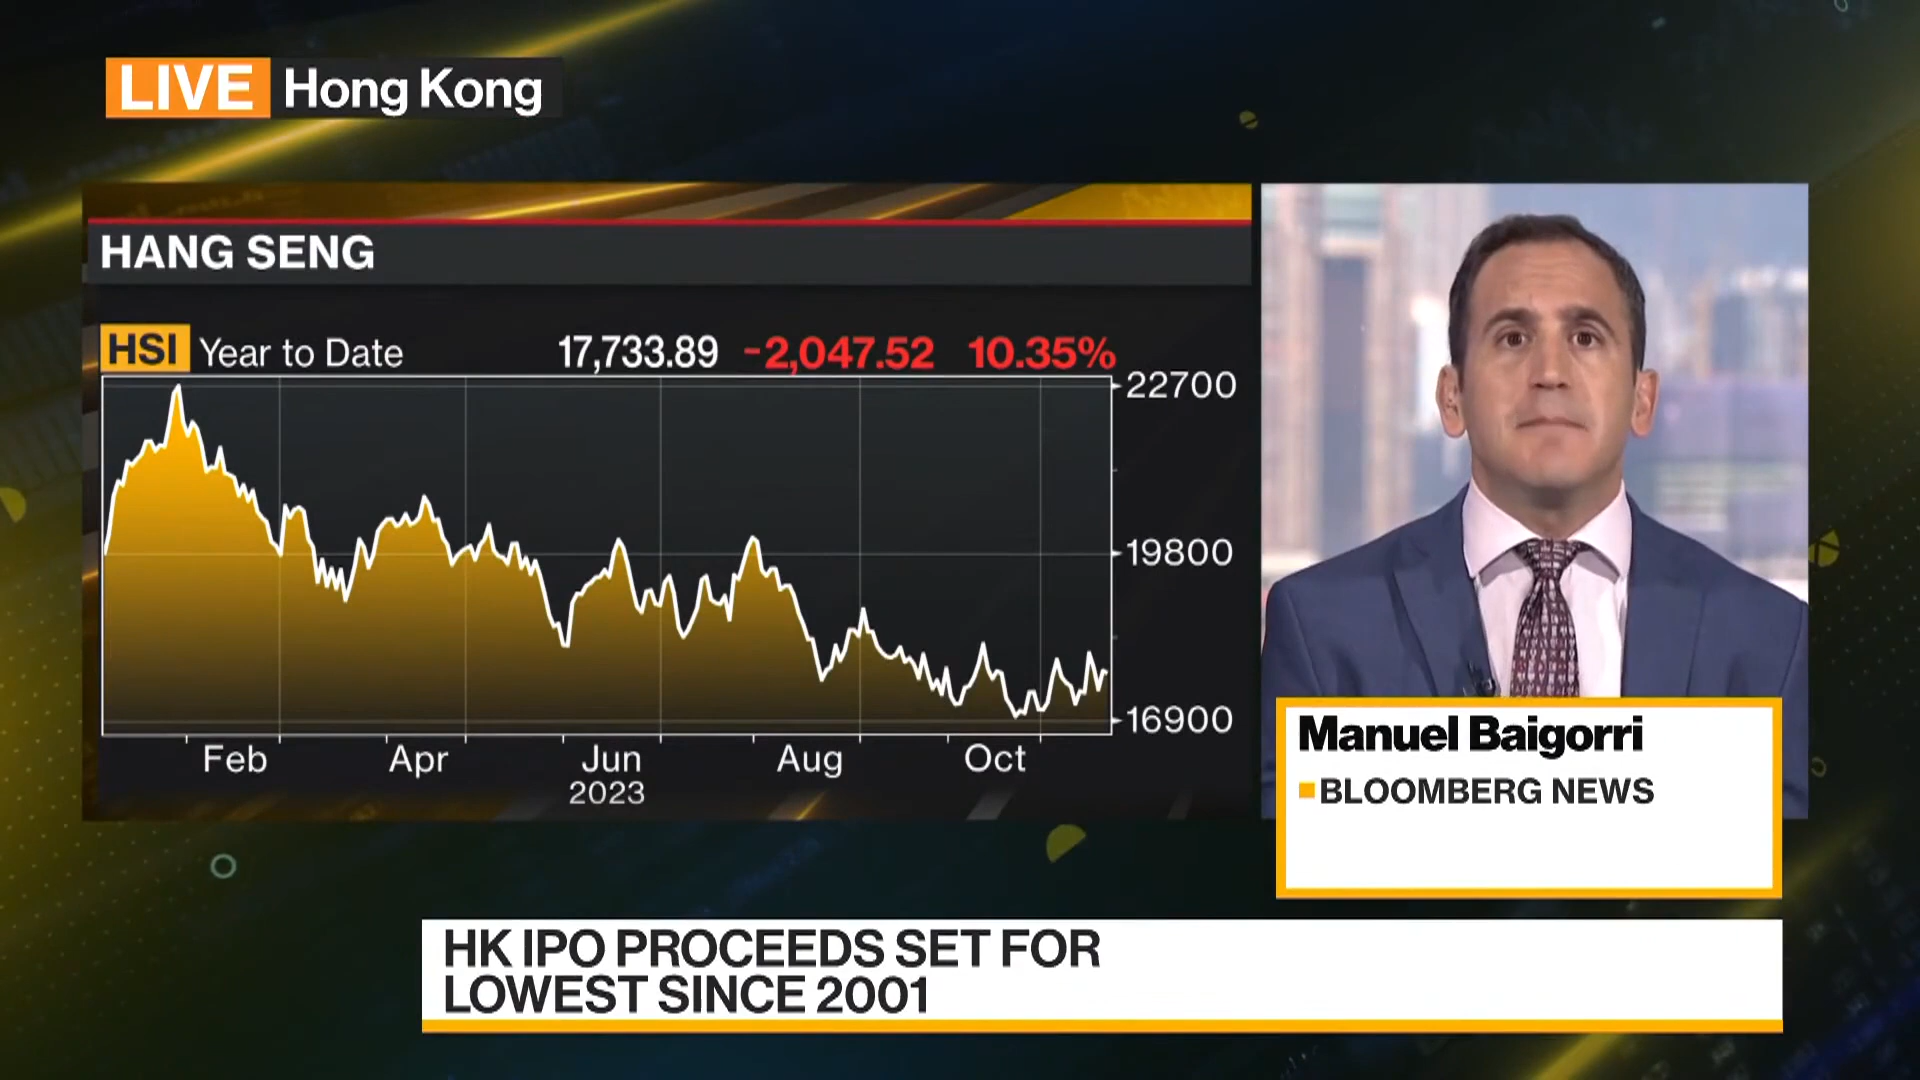 LIVE Hong Kong
HANG SENG
HSI Year to Date 17,733.89 -2,047.52 10.35%
22700
19800
16900
Feb Apr Jun Aug Oct
2023
Manuel Baigorri
BLOOMBERG NEWS
HK IPO PROCEEDS SET FOR
LOWEST SINCE 2001